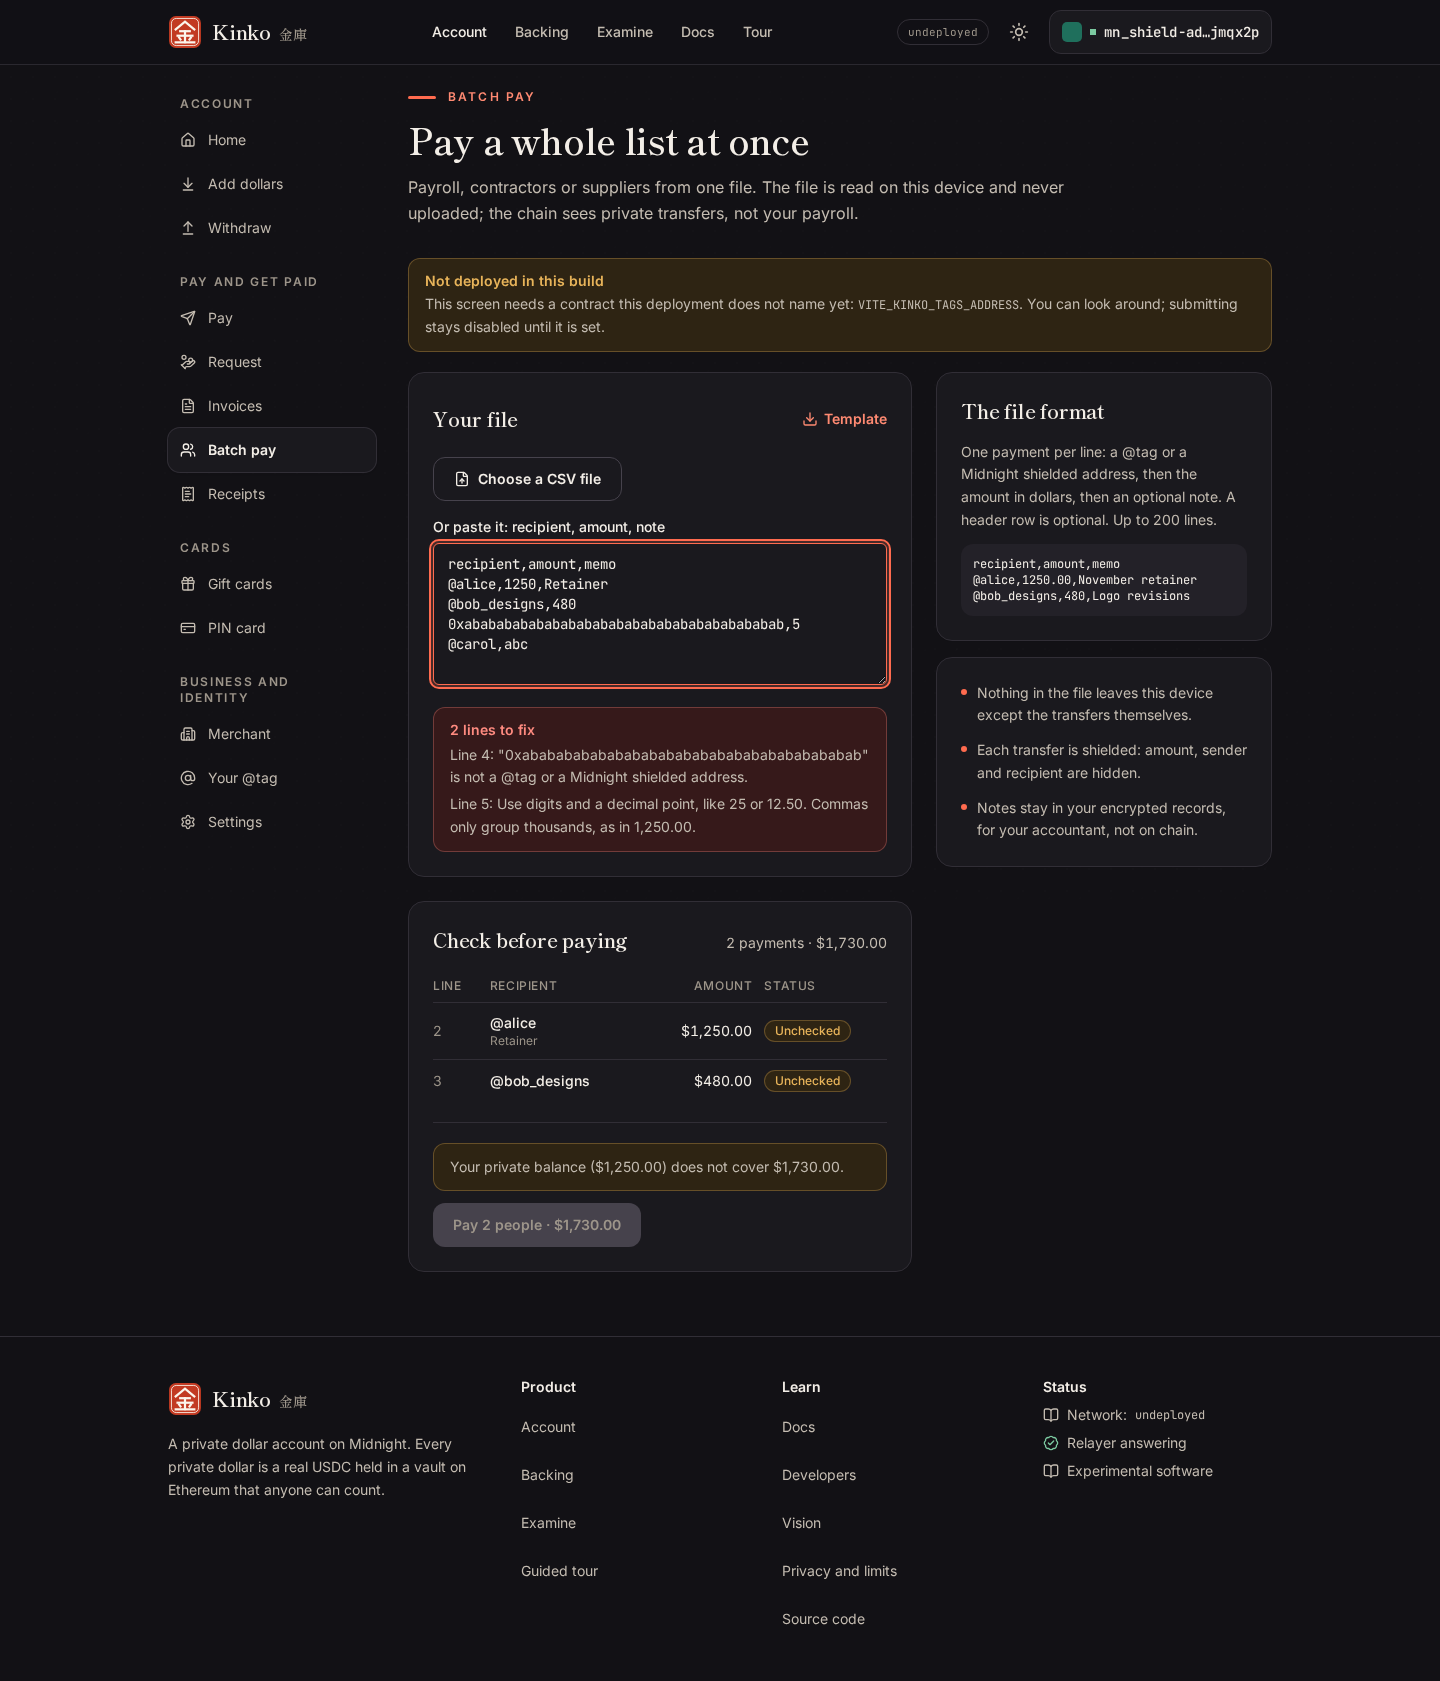 Kinko 金庫
Account
Backing
Examine
Docs
Tour
undeployed
mn_shield-ad…jmqx2p
ACCOUNT
Home
Add dollars
Withdraw
PAY AND GET PAID
Pay
Request
Invoices
Batch pay
Receipts
CARDS
Gift cards
PIN card
BUSINESS AND
IDENTITY
Merchant
Your @tag
Settings
BATCH PAY
Pay a whole list at once
Payroll, contractors or suppliers from one file. The file is read on this device and never
uploaded; the chain sees private transfers, not your payroll.
Not deployed in this build
This screen needs a contract this deployment does not name yet: VITE_KINKO_TAGS_ADDRESS. You can look around; submitting
stays disabled until it is set.
Your file
Template
Choose a CSV file
Or paste it: recipient, amount, note
recipient,amount,memo
@alice,1250,Retainer
@bob_designs,480
0xabababababababababababababababababababab,5
@carol,abc
2 lines to fix
Line 4: "0xabababababababababababababababababababab"
is not a @tag or a Midnight shielded address.
Line 5: Use digits and a decimal point, like 25 or 12.50. Commas
only group thousands, as in 1,250.00.
The file format
One payment per line: a @tag or a
Midnight shielded address, then the
amount in dollars, then an optional note. A
header row is optional. Up to 200 lines.
recipient,amount,memo
@alice,1250.00,November retainer
@bob_designs,480,Logo revisions
Nothing in the file leaves this device
except the transfers themselves.
Each transfer is shielded: amount, sender
and recipient are hidden.
Notes stay in your encrypted records,
for your accountant, not on chain.
Check before paying
2 payments · $1,730.00
LINE RECIPIENT AMOUNT STATUS
2 @alice $1,250.00 Unchecked
Retainer
3 @bob_designs $480.00 Unchecked
Your private balance ($1,250.00) does not cover $1,730.00.
Pay 2 people · $1,730.00
Kinko 金庫
A private dollar account on Midnight. Every
private dollar is a real USDC held in a vault on
Ethereum that anyone can count.
Product
Account
Backing
Examine
Guided tour
Learn
Docs
Developers
Vision
Privacy and limits
Source code
Status
Network: undeployed
Relayer answering
Experimental software